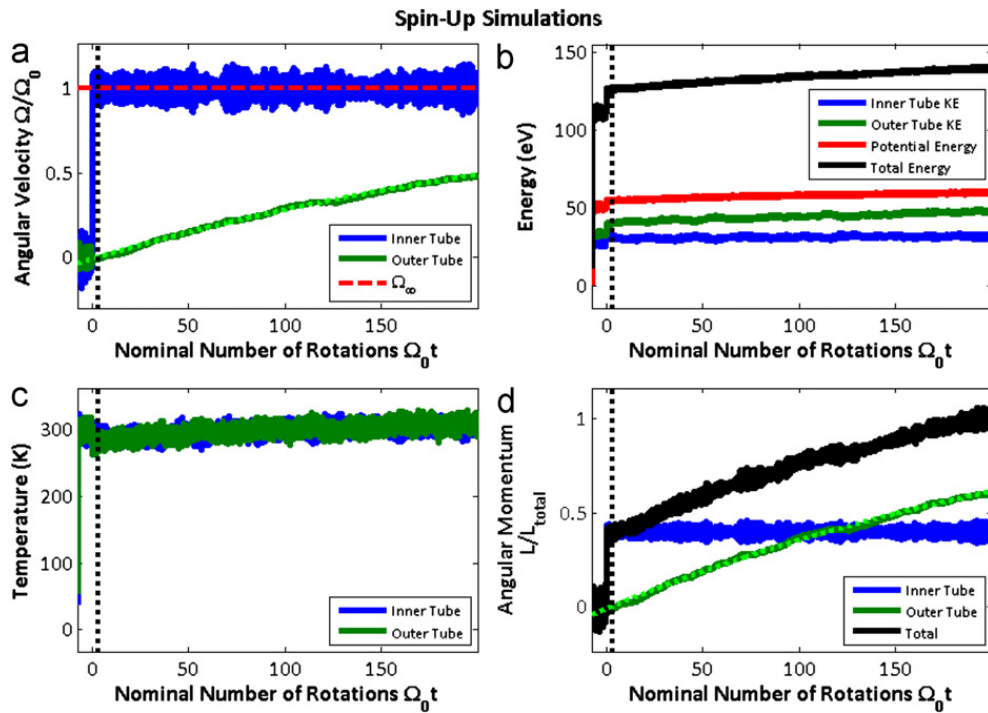 Spin-Up Simulations
a
Angular Velocity Ω/Ω₀
1
0.5
0
Inner Tube
Outer Tube
Ω∞
0
50
100
150
Nominal Number of Rotations Ω₀ t
b
Energy (eV)
150
100
50
0
Inner Tube KE
Outer Tube KE
Potential Energy
Total Energy
0
50
100
150
Nominal Number of Rotations Ω₀ t
c
Temperature (K)
300
200
100
0
Inner Tube
Outer Tube
0
50
100
150
Nominal Number of Rotations Ω₀ t
d
Angular Momentum
L/Ltotal
1
0.5
0
Inner Tube
Outer Tube
Total
0
50
100
150
Nominal Number of Rotations Ω₀ t